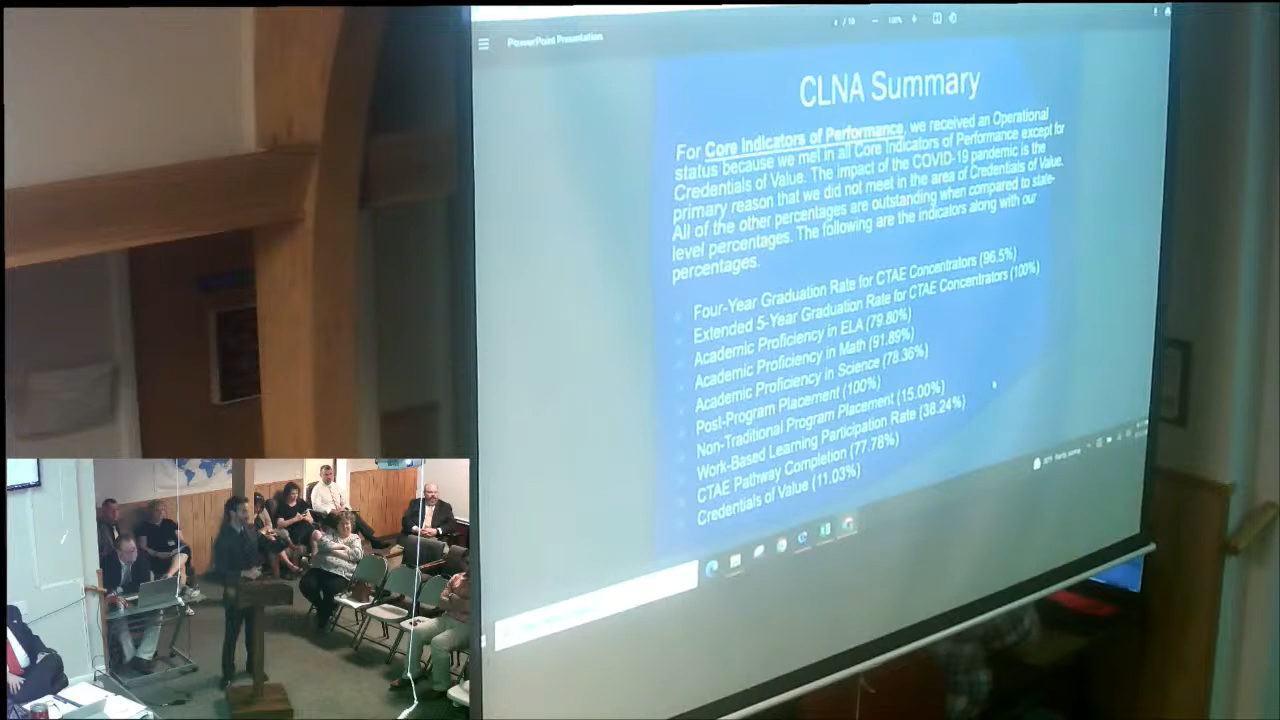 PowerPoint Presentations
/ 18
100%
CLNA Summary
For Core Indicators of Performance, we received an Operational
status because we met in all Core Indicators of Performance except for
Credentials of Value. The impact of the COVID-19 pandemic is the
primary reason that we did not meet in the area of Credentials of Value.
All of the other percentages are outstanding when compared to state-
level percentages. The following are the indicators along with our
percentages.
Four-Year Graduation Rate for CTAE Concentrators (96.5%)
Extended 5-Year Graduation Rate for CTAE Concentrators (100%)
Academic Proficiency in ELA (79.80%)
Academic Proficiency in Math (91.89%)
Academic Proficiency in Science (78.36%)
Post-Program Placement (100%)
Non-Traditional Program Placement (15.00%)
Work-Based Learning Participation Rate (38.24%)
CTAE Pathway Completion (77.78%)
Credentials of Value (11.03%)